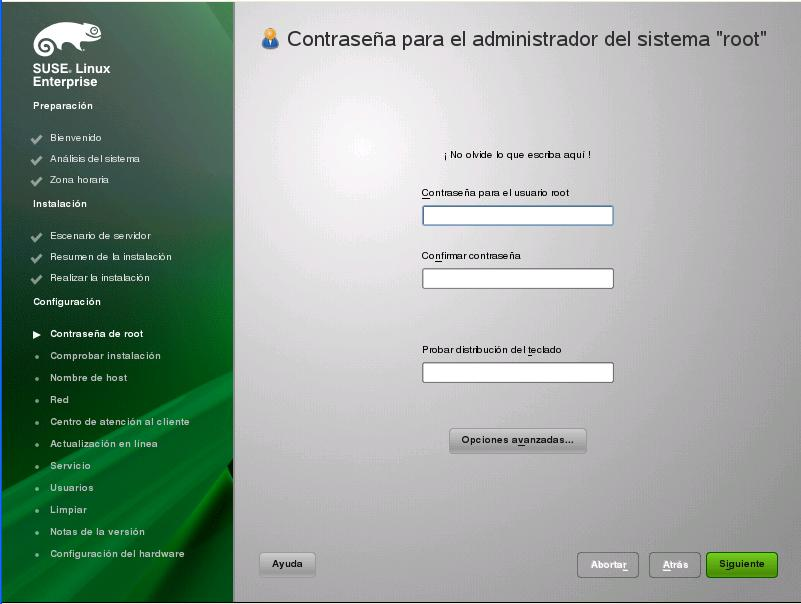 SUSE® Linux
Enterprise
Preparación
Bienvenido
Análisis del sistema
Zona horaria
Instalación
Escenario de servidor
Resumen de la instalación
Realizar la instalación
Configuración
Contraseña de root
Comprobar instalación
Nombre de host
Red
Centro de atención al cliente
Actualización en línea
Servicio
Usuarios
Limpiar
Notas de la versión
Configuración del hardware
Contraseña para el administrador del sistema "root"
¡ No olvide lo que escriba aquí !
Contraseña para el usuario root
Confirmar contraseña
Probar distribución del teclado
Opciones avanzadas...
Ayuda
Abortar
Atrás
Siguiente